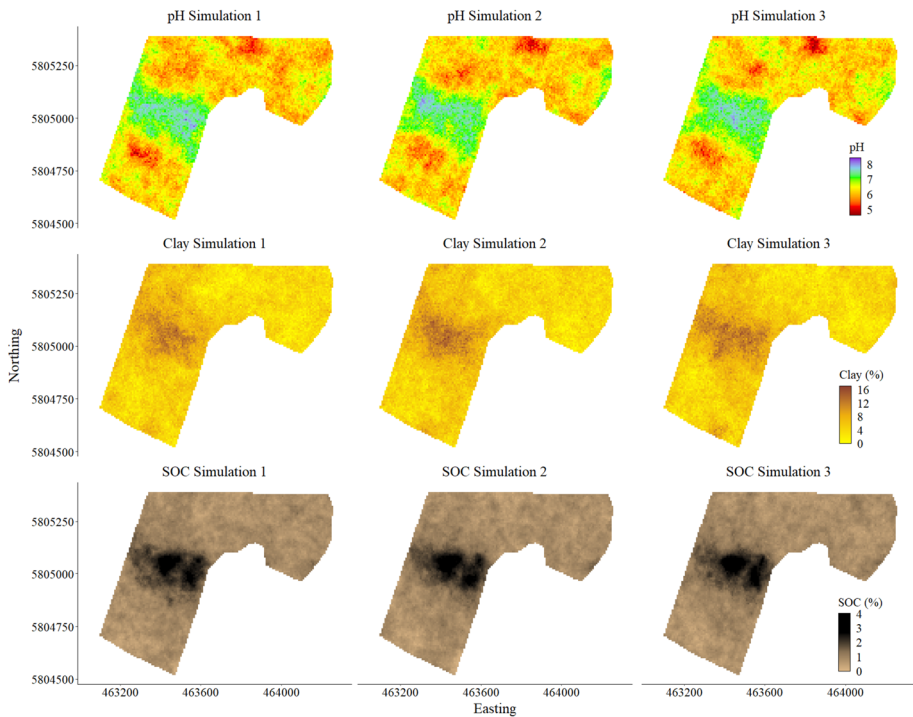 pH Simulation 1
pH Simulation 2
pH Simulation 3
5805250
5805000
5804750
5804500
pH
8
7
6
5
Clay Simulation 1
Clay Simulation 2
Clay Simulation 3
5805250
5805000
5804750
5804500
Northing
Clay (%)
16
12
8
4
0
SOC Simulation 1
SOC Simulation 2
SOC Simulation 3
5805250
5805000
5804750
5804500
SOC (%)
4
3
2
1
0
463200 463600 464000 463200 463600 464000 463200 463600 464000
Easting